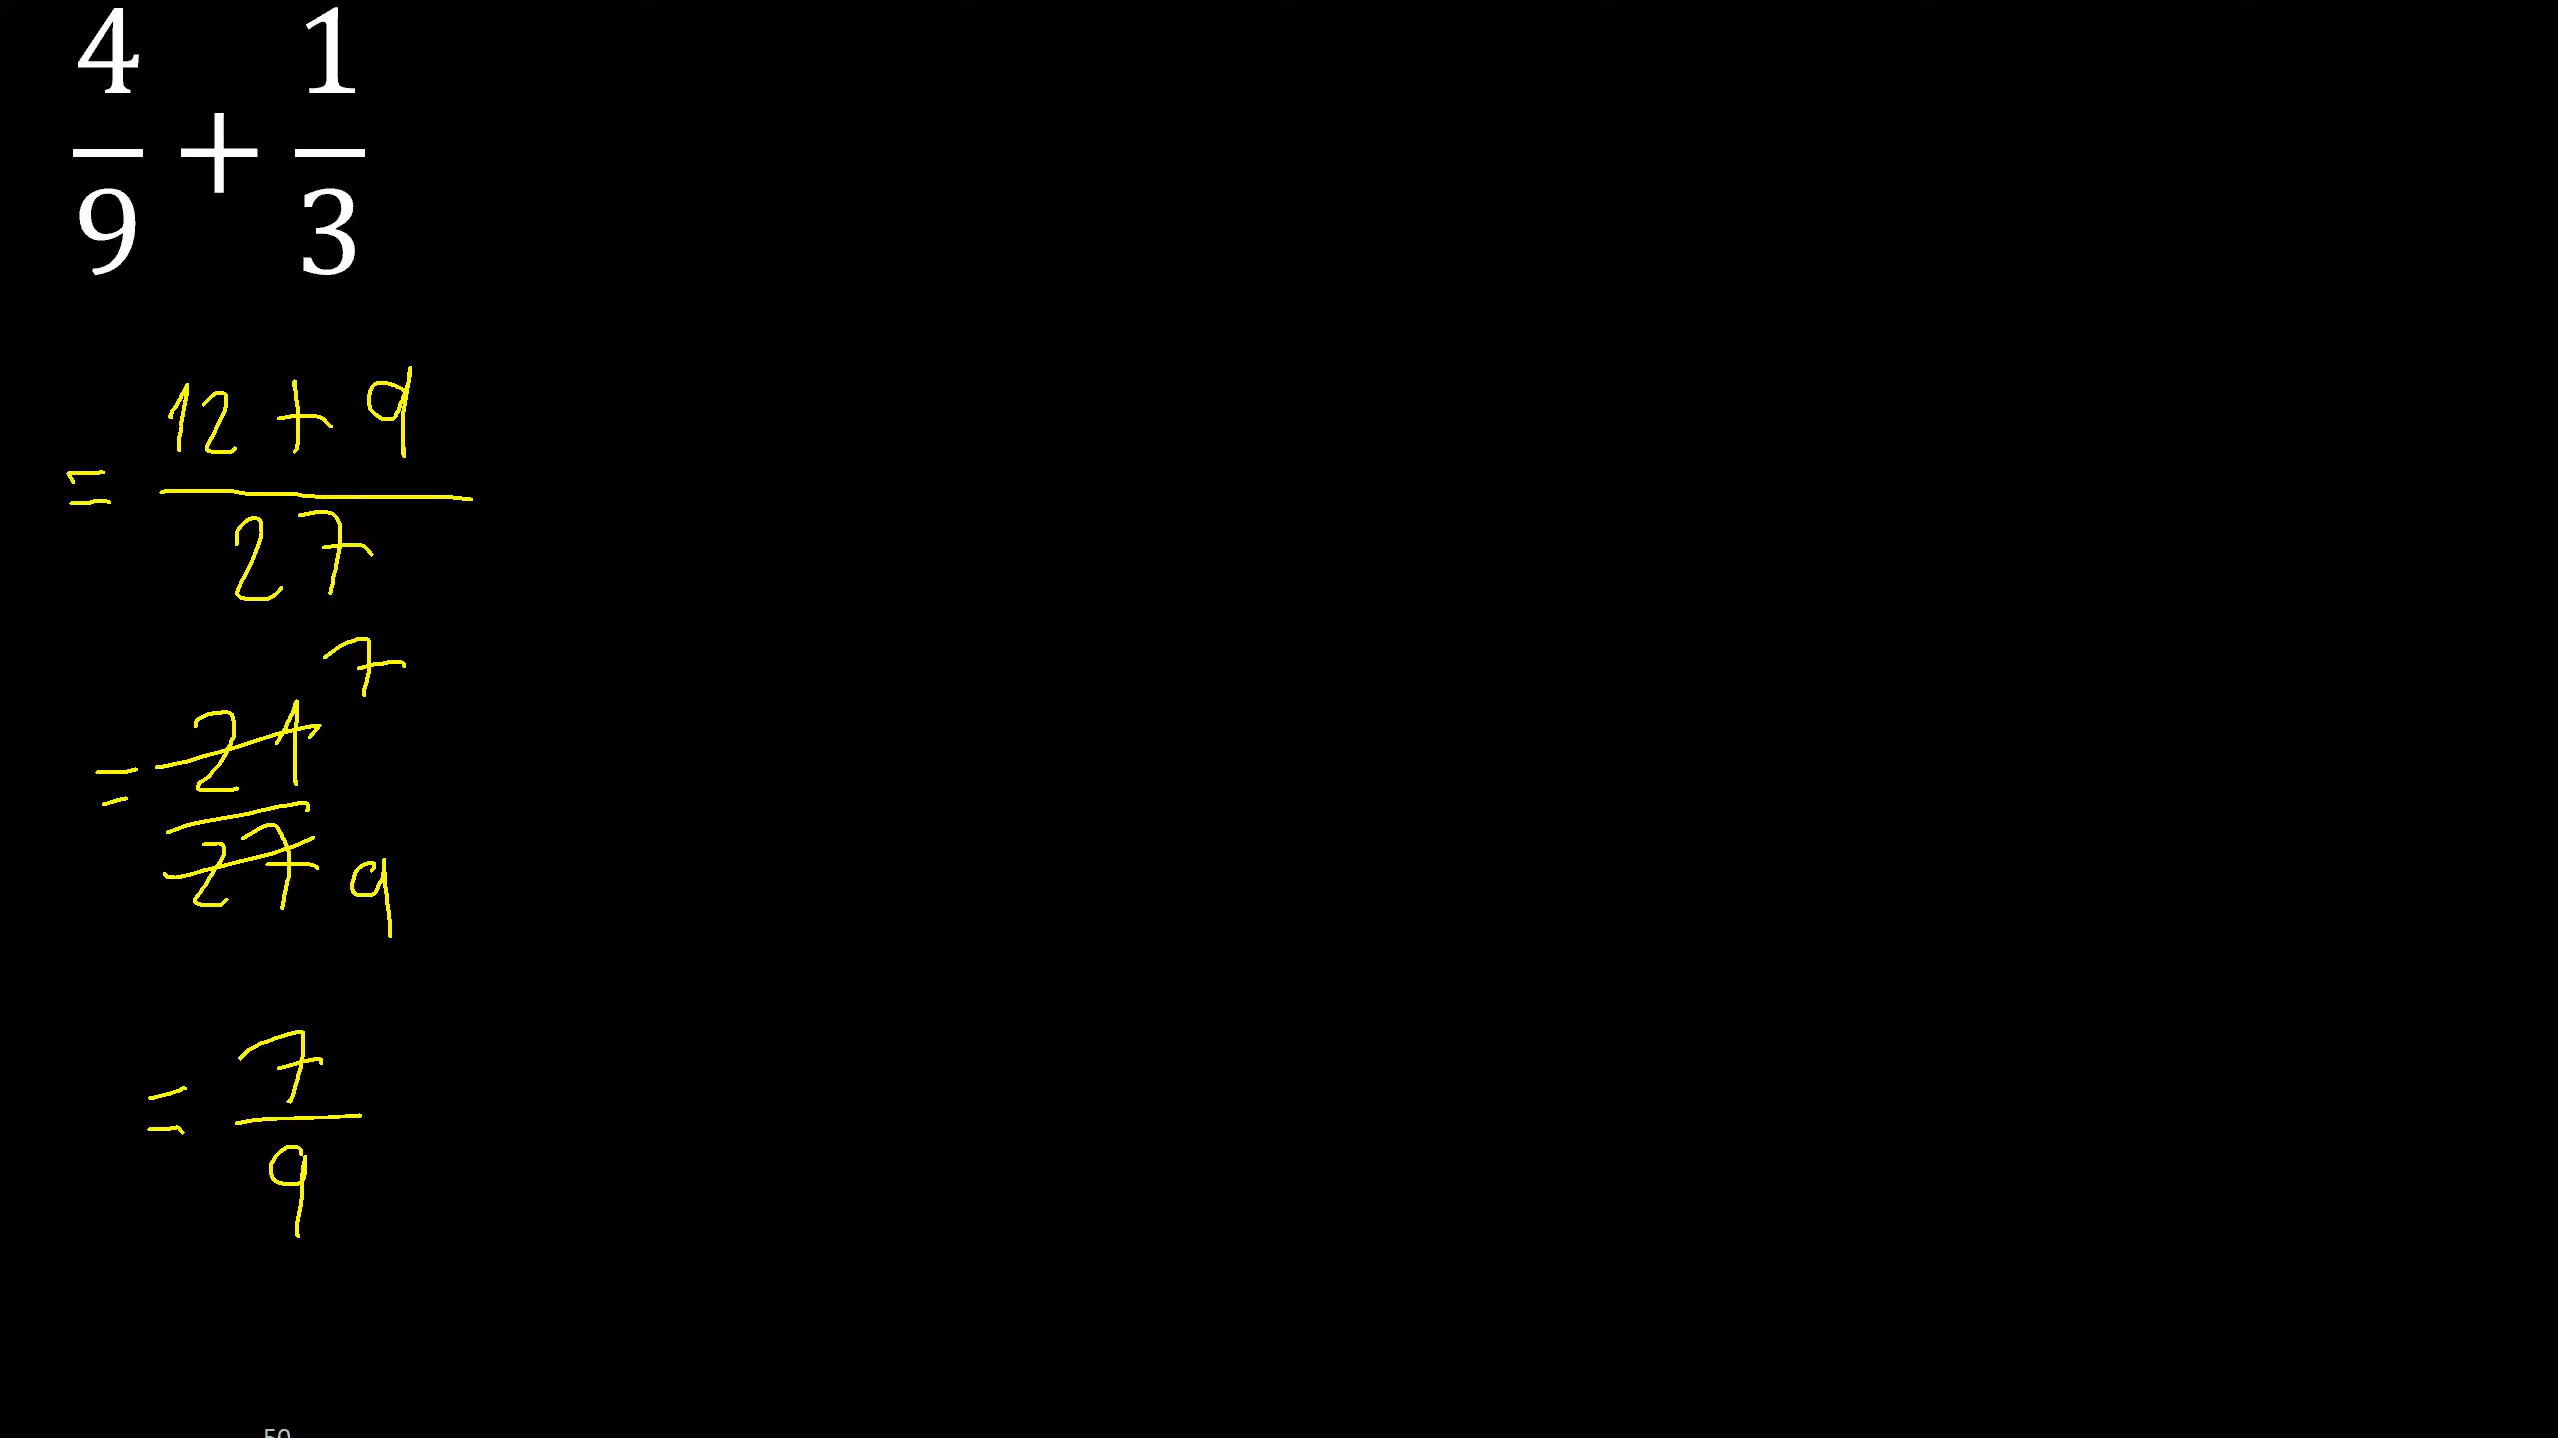 4/9 + 1/3
= (12 + 9)/27
= 21/27 7 9
= 7/9